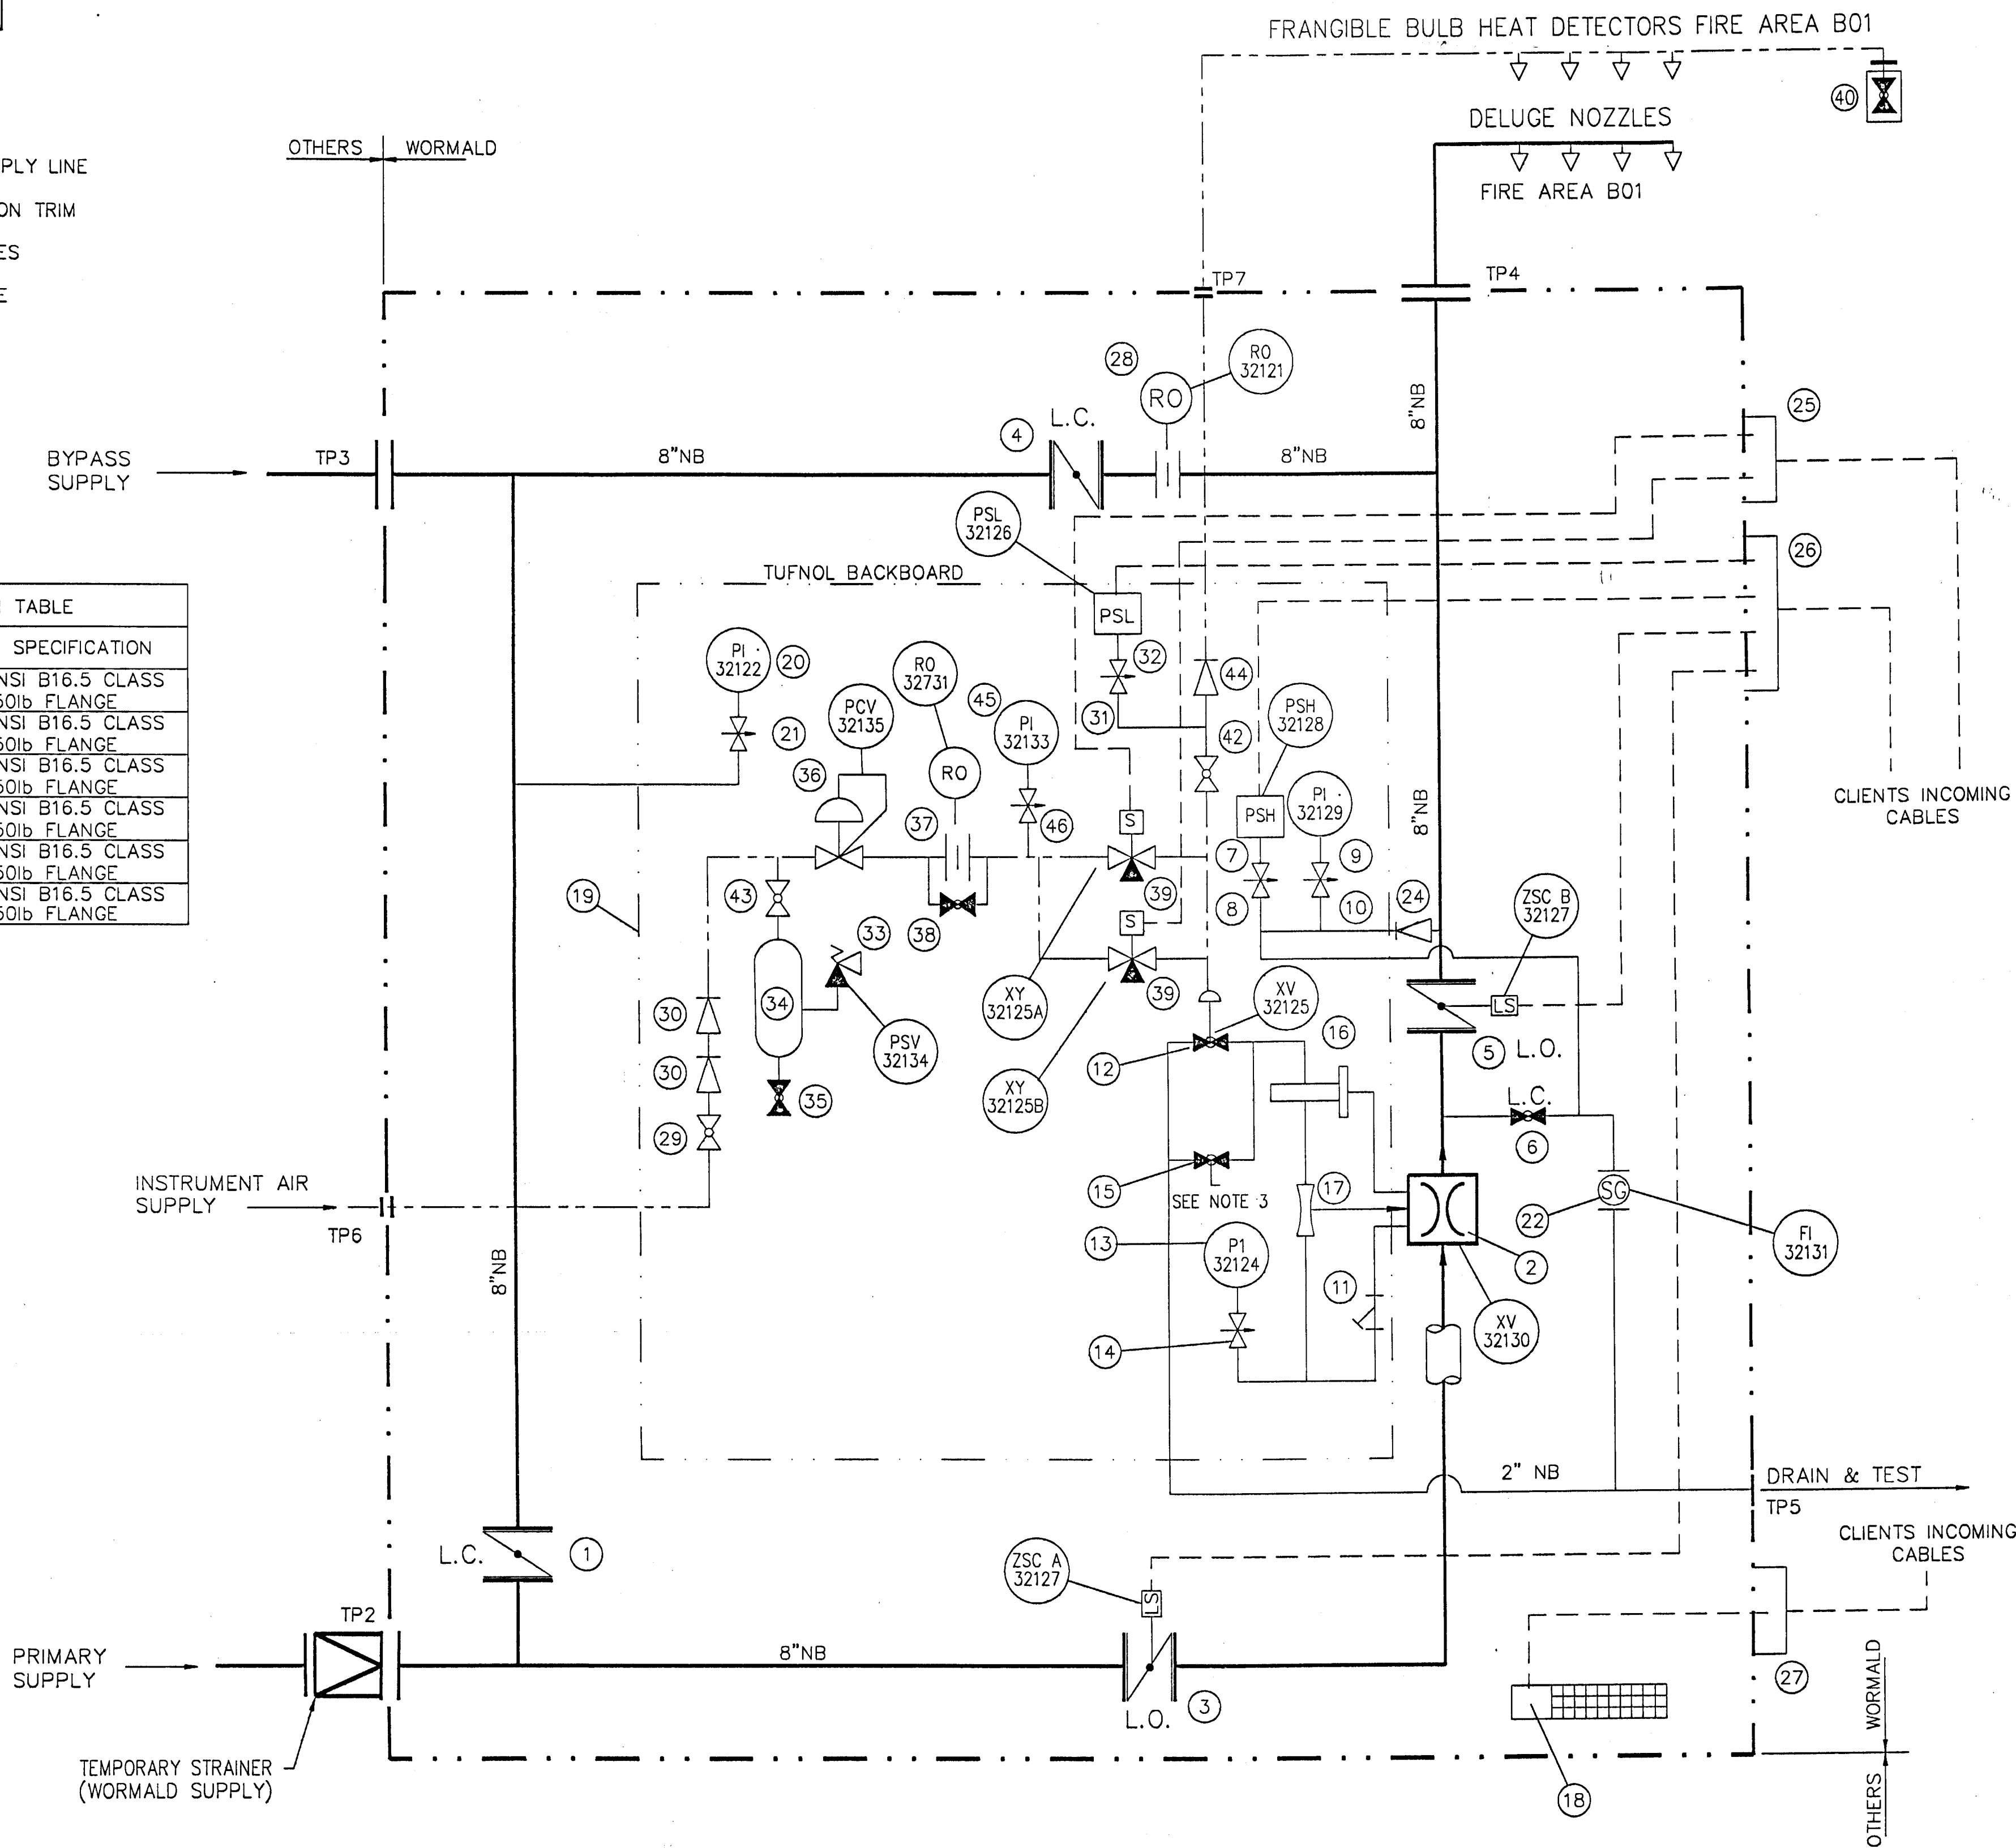 FRANGIBLE BULB HEAT DETECTORS FIRE AREA B01
40
DELUGE NOZZLES
FIRE AREA B01
OTHERS
WORMALD
PPLY LINE
ON TRIM
ES
E
TP7
TP4
28
RO
32121
RO
8"NB
25
4
L.C.
BYPASS
SUPPLY
TP3
8"NB
8"NB
PSL
32126
26
TUFNOL BACKBOARD
TABLE
SPECIFICATION
NSI B16.5 CLASS
50lb FLANGE
NSI B16.5 CLASS
50lb FLANGE
NSI B16.5 CLASS
50lb FLANGE
NSI B16.5 CLASS
50lb FLANGE
NSI B16.5 CLASS
50lb FLANGE
NSI B16.5 CLASS
50lb FLANGE
PSL
PI
32122
20
RO
32731
32
44
21
PCV
32135
45
PI
32133
31
PSH
32128
42
36
RO
CLIENTS INCOMING
CABLES
8"NB
37
46
S
PSH
PI
32129
7
9
19
43
38
39
8
10
24
ZSC B
32127
33
S
34
XY
32125A
39
XV
32125
LS
30
PSV
32134
16
5
L.O.
12
30
35
XY
32125B
L.C.
29
6
INSTRUMENT AIR
SUPPLY
15
SEE NOTE 3
17
SG
22
TP6
8"NB
13
P1
32124
2
FI
32131
11
XV
32130
14
2" NB
DRAIN & TEST
TP5
CLIENTS INCOMING
CABLES
L.C.
1
ZSC A
32127
LS
TP2
PRIMARY
SUPPLY
8"NB
L.O.
3
27
WORMALD
OTHERS
18
TEMPORARY STRAINER
(WORMALD SUPPLY)